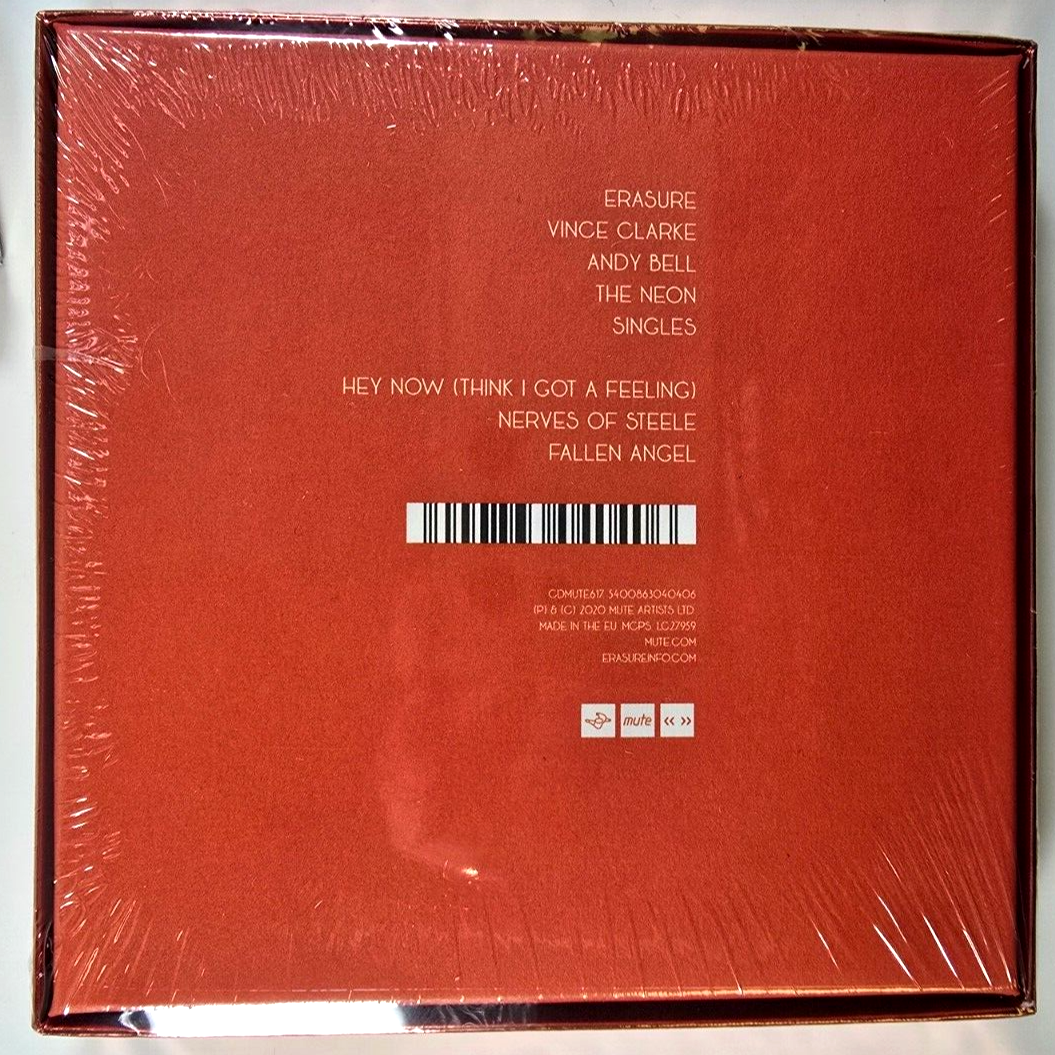 ERASURE
VINCE CLARKE
ANDY BELL
THE NEON
SINGLES
HEY NOW (THINK I GOT A FEELING)
NERVES OF STEELE
FALLEN ANGEL
CDMUTE617 5400863040406
(P) & (C) 2020 MUTE ARTISTS LTD.
MADE IN THE EU. MCPS. LC27959
MUTE.COM
ERASUREINFO.COM
mute